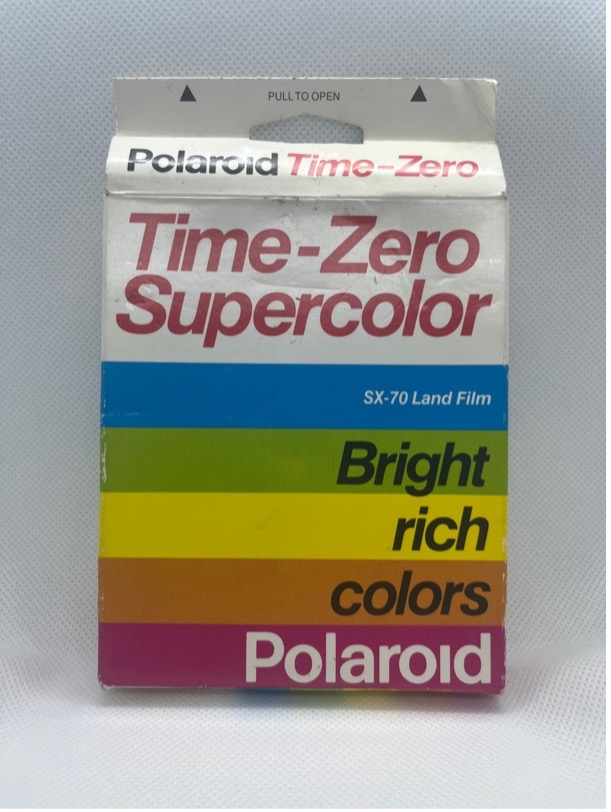 PULL TO OPEN
Polaroid Time-Zero
Time-Zero
Supercolor
SX-70 Land Film
Bright
rich
colors
Polaroid